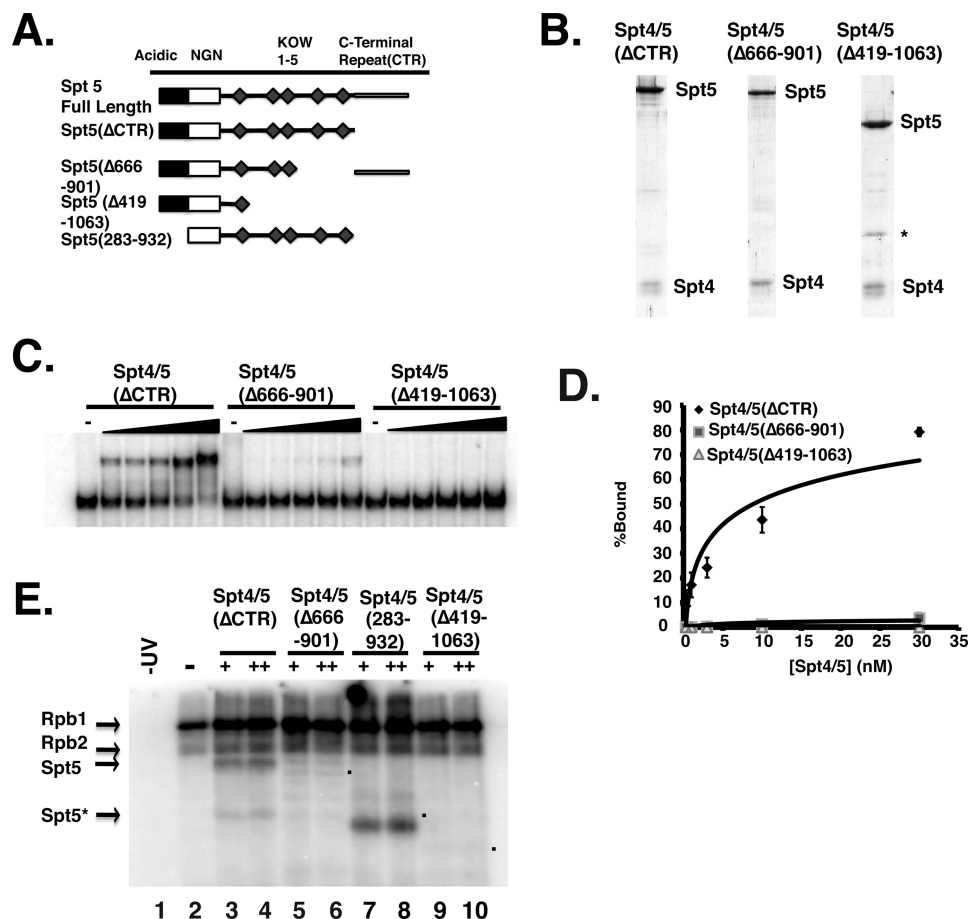 A.
KOW
1-5
C-Terminal
Repeat(CTR)
Acidic
NGN
Spt 5
Full Length
Spt5(ΔCTR)
Spt5(Δ666
-901)
Spt5 (Δ419
-1063)
Spt5(283-932)
B.
Spt4/5
(ΔCTR)
Spt4/5
(Δ666-901)
Spt4/5
(Δ419-1063)
Spt5
Spt5
Spt5
*
Spt4
Spt4
Spt4
C.
Spt4/5
(ΔCTR)
Spt4/5
(Δ666-901)
Spt4/5
(Δ419-1063)
- - -
D.
90
80
70
60
50
40
30
20
10
0
%Bound
Spt4/5(ΔCTR)
Spt4/5(Δ666-901)
Spt4/5(Δ419-1063)
0 5 10 15 20 25 30 35
[Spt4/5] (nM)
E.
Spt4/5
(ΔCTR)
Spt4/5
(Δ666
-901)
Spt4/5
(283-
932)
Spt4/5
(Δ419-
1063)
-UV
- + ++ + ++ + ++ + ++
Rpb1
Rpb2
Spt5
Spt5*
1 2 3 4 5 6 7 8 9 10